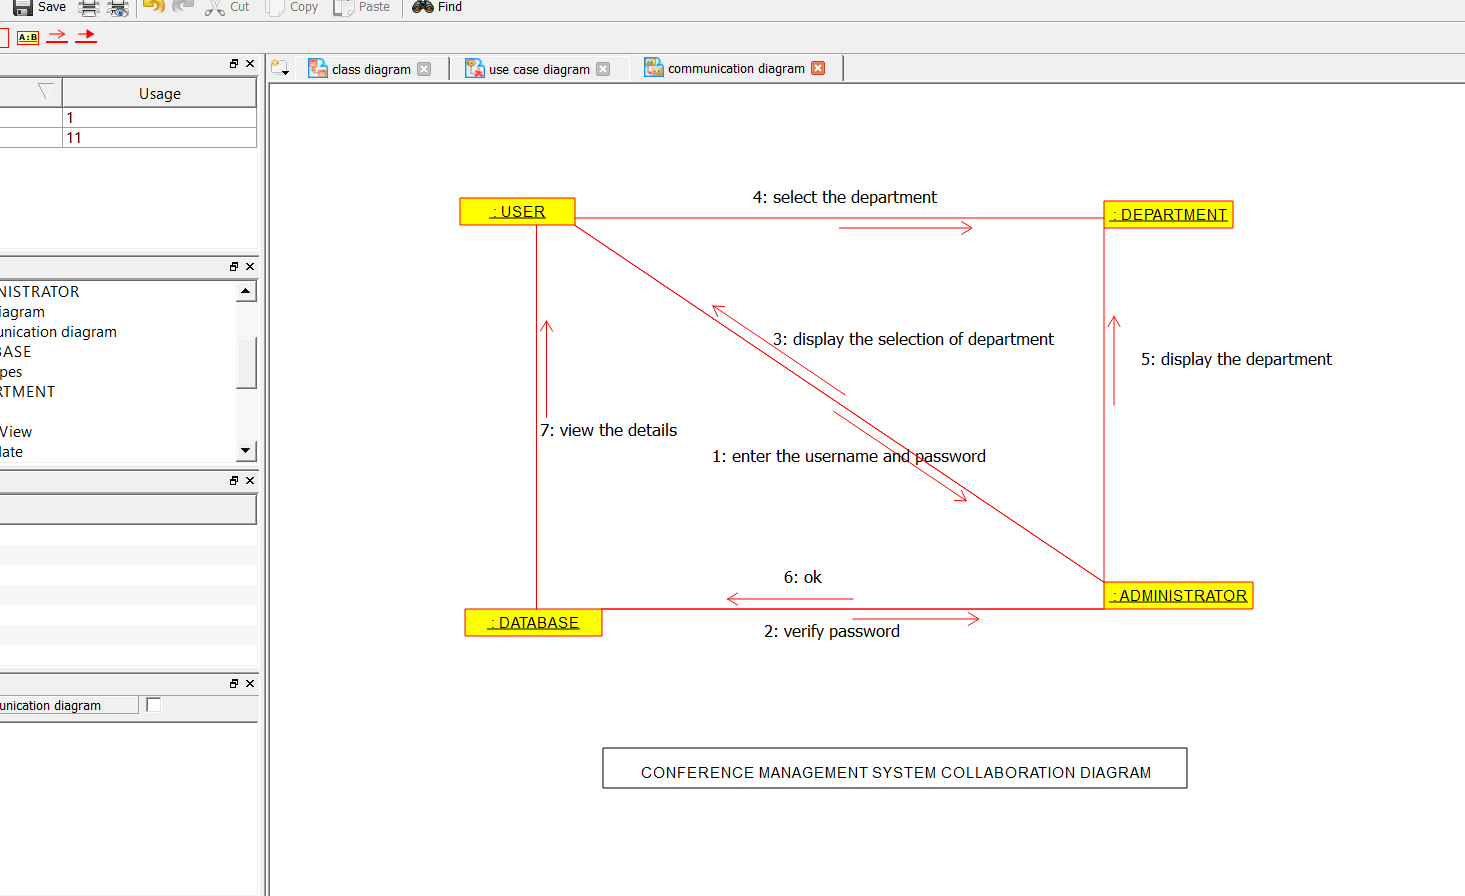 Save Cut Copy Paste Find
A:B
class diagram use case diagram communication diagram
Usage
1
11
: USER
4: select the department
: DEPARTMENT
NISTRATOR
iagram
unication diagram
BASE
pes
RTMENT
View
late
3: display the selection of department
5: display the department
7: view the details
1: enter the username and password
6: ok
: ADMINISTRATOR
: DATABASE
2: verify password
unication diagram
CONFERENCE MANAGEMENT SYSTEM COLLABORATION DIAGRAM